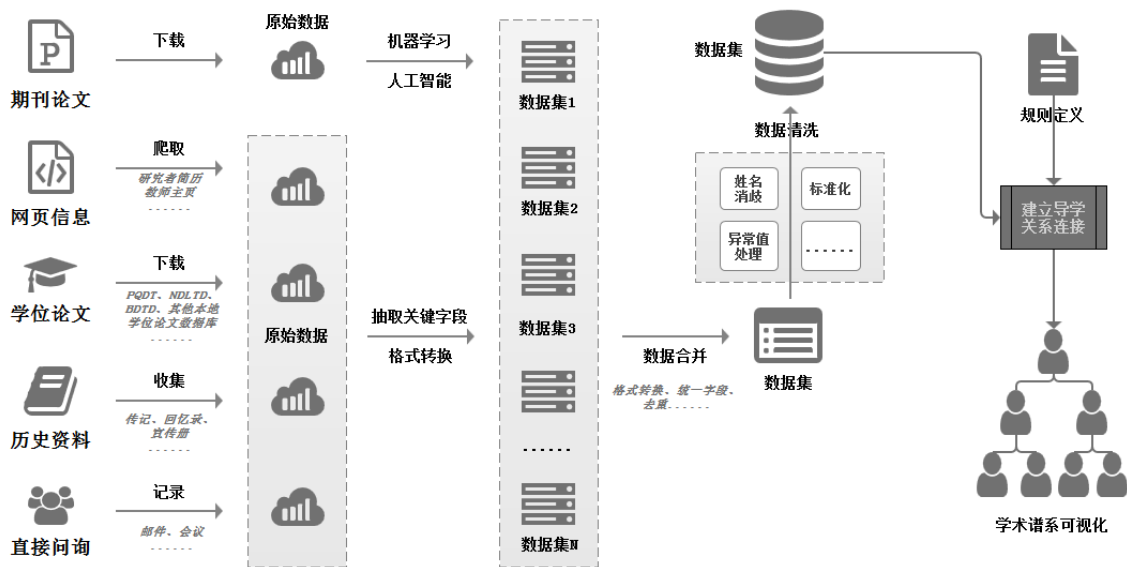 P
期刊论文
下载
原始数据
机器学习
人工智能
数据集1
网页信息
爬取
研究者简历
教师主页
......
数据集2
学位论文
下载
PQDT、NDLTD、
BDTD、其他本地
学位论文数据库
......
原始数据
抽取关键字段
格式转换
数据集3
历史资料
收集
传记、回忆录、
宣传册
......
......
直接问询
记录
邮件、会议
......
数据集N
数据合并
格式转换、统一字段、
去重......
数据集
姓名
消歧
标准化
异常值
处理
......
数据清洗
数据集
规则定义
建立导学
关系连接
学术谱系可视化